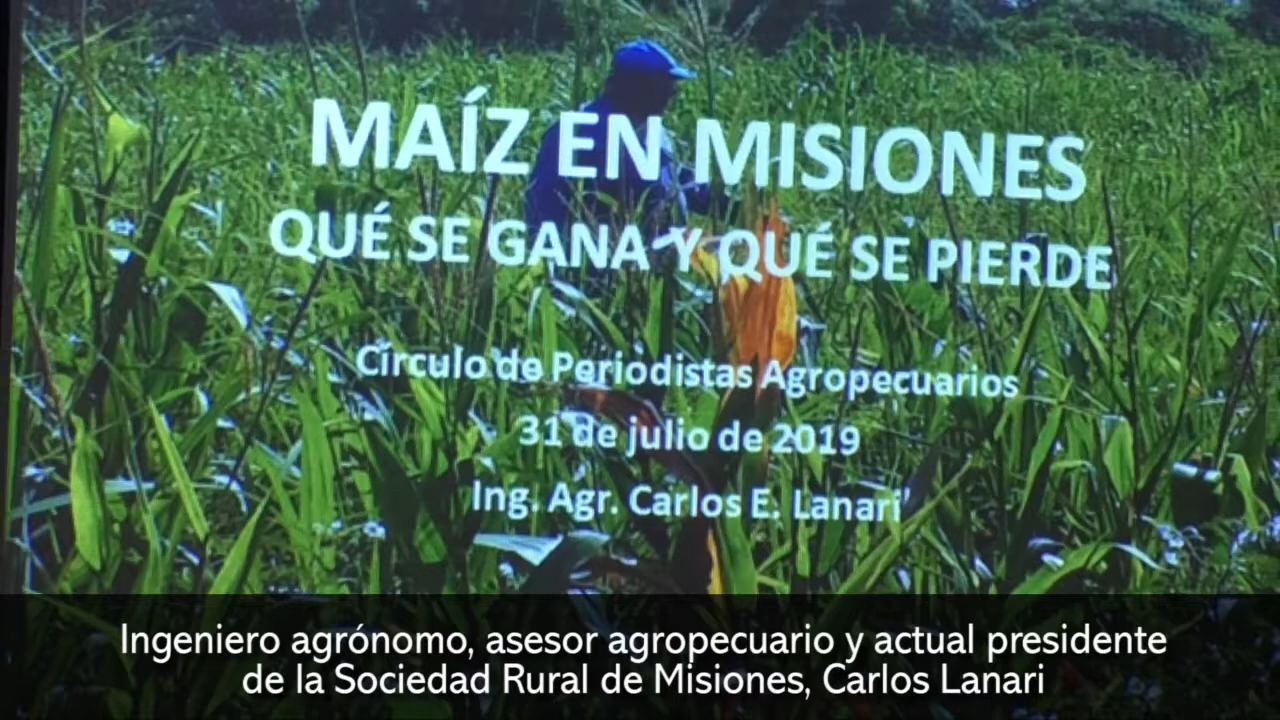 MAÍZ EN MISIONES
QUÉ SE GANA Y QUÉ SE PIERDE
Círculo de Periodistas Agropecuarios
31 de julio de 2019
Ing. Agr. Carlos E. Lanari
Ingeniero agrónomo, asesor agropecuario y actual presidente
de la Sociedad Rural de Misiones, Carlos Lanari